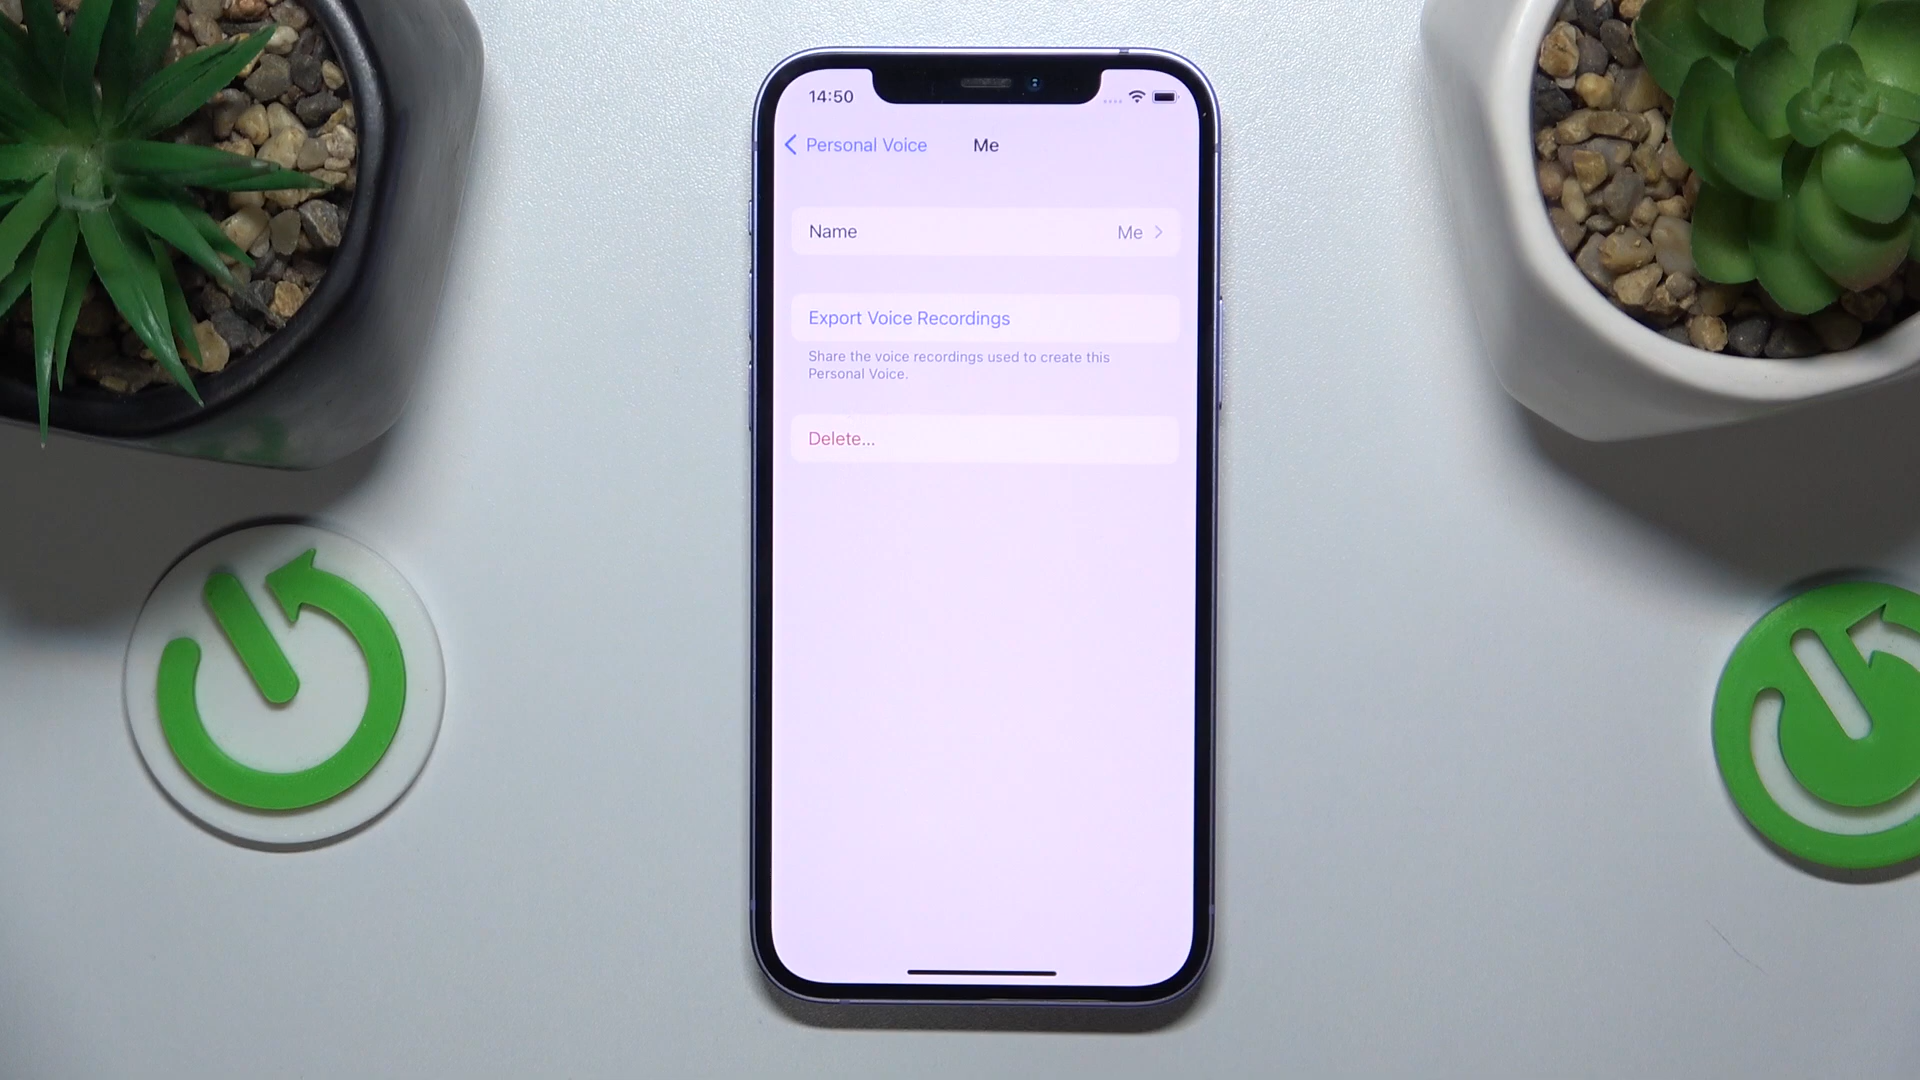 14:50
Personal Voice
Me
Name
Me
Export Voice Recordings
Share the voice recordings used to create this
Personal Voice.
Delete...